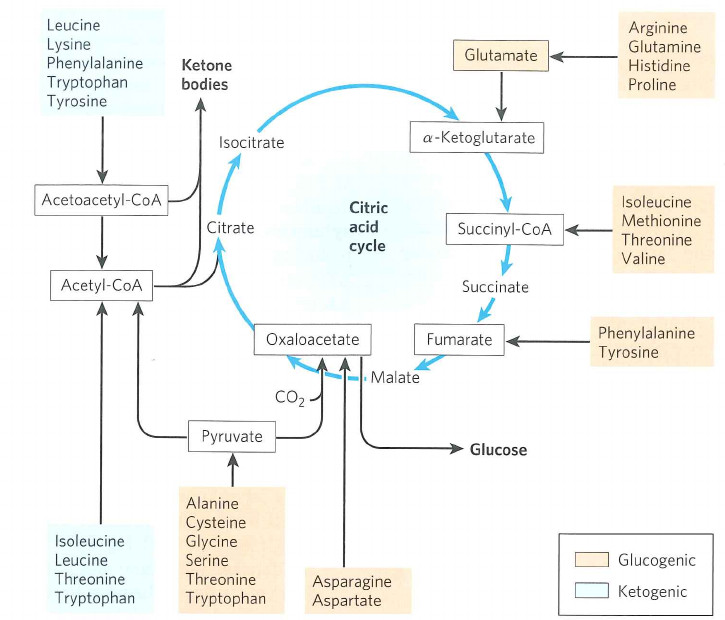 Leucine
Lysine
Phenylalanine
Tryptophan
Tyrosine
Ketone
bodies
Glutamate
Arginine
Glutamine
Histidine
Proline
Isocitrate
α-Ketoglutarate
Acetoacetyl-CoA
Citrate
Citric
acid
cycle
Succinyl-CoA
Isoleucine
Methionine
Threonine
Valine
Acetyl-CoA
Succinate
Oxaloacetate
Fumarate
Phenylalanine
Tyrosine
Malate
CO₂
Pyruvate
Glucose
Isoleucine
Leucine
Threonine
Tryptophan
Alanine
Cysteine
Glycine
Serine
Threonine
Tryptophan
Asparagine
Aspartate
Glucogenic
Ketogenic